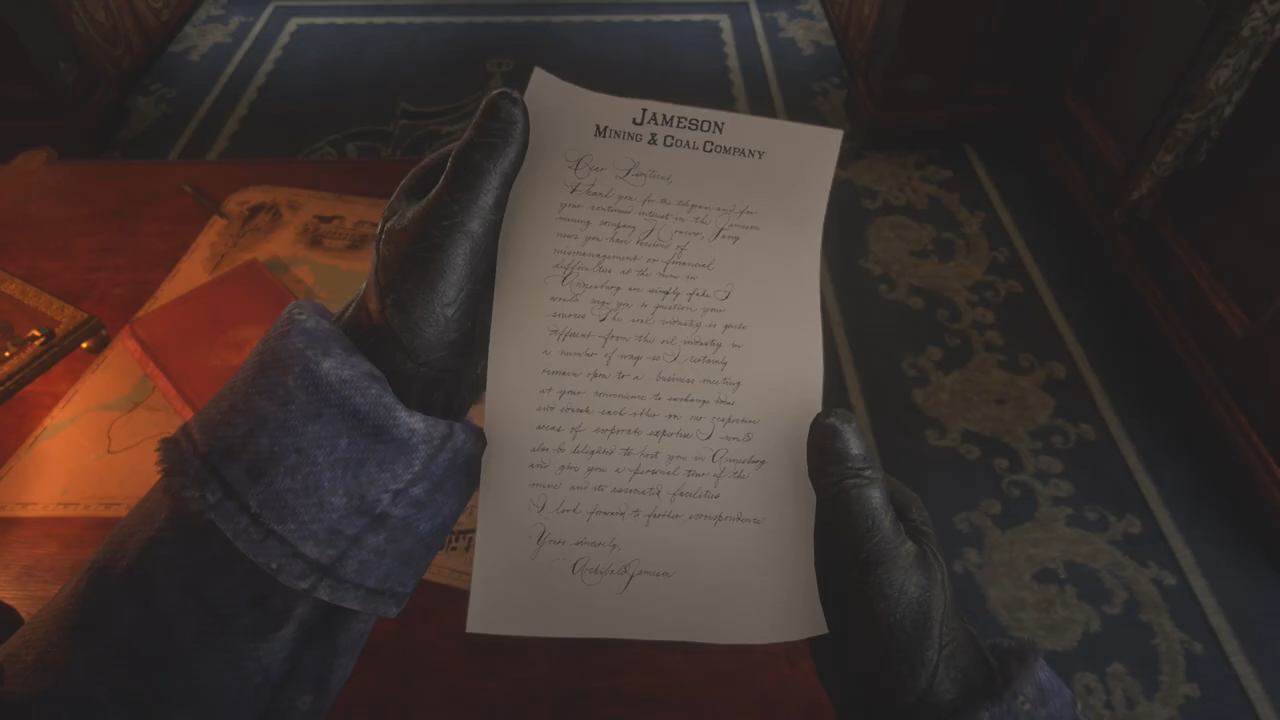 JAMESON
MINING & COAL COMPANY
Dear Leviticus,
Thank you for the telegram and for
your continued interest in the Jameson
mining company. I Cornwall, any
news you have receive of
mismanagement or financial
difficulties at the mine in
Annesburg are simply fake I
would urge you to question your
sources. The coal industry is quite
different from the oil industry in
a number of ways so I certainly
remain open to a business meeting
at your convenience to exchange ideas
and each other on our respective
areas of corporate expertise I would
also be delighted to host you in Annesburg
and give you a personal tour of the
mine and its associated facilities
I look forward to further correspondence
Yours sincerely,
Archibald Jameson